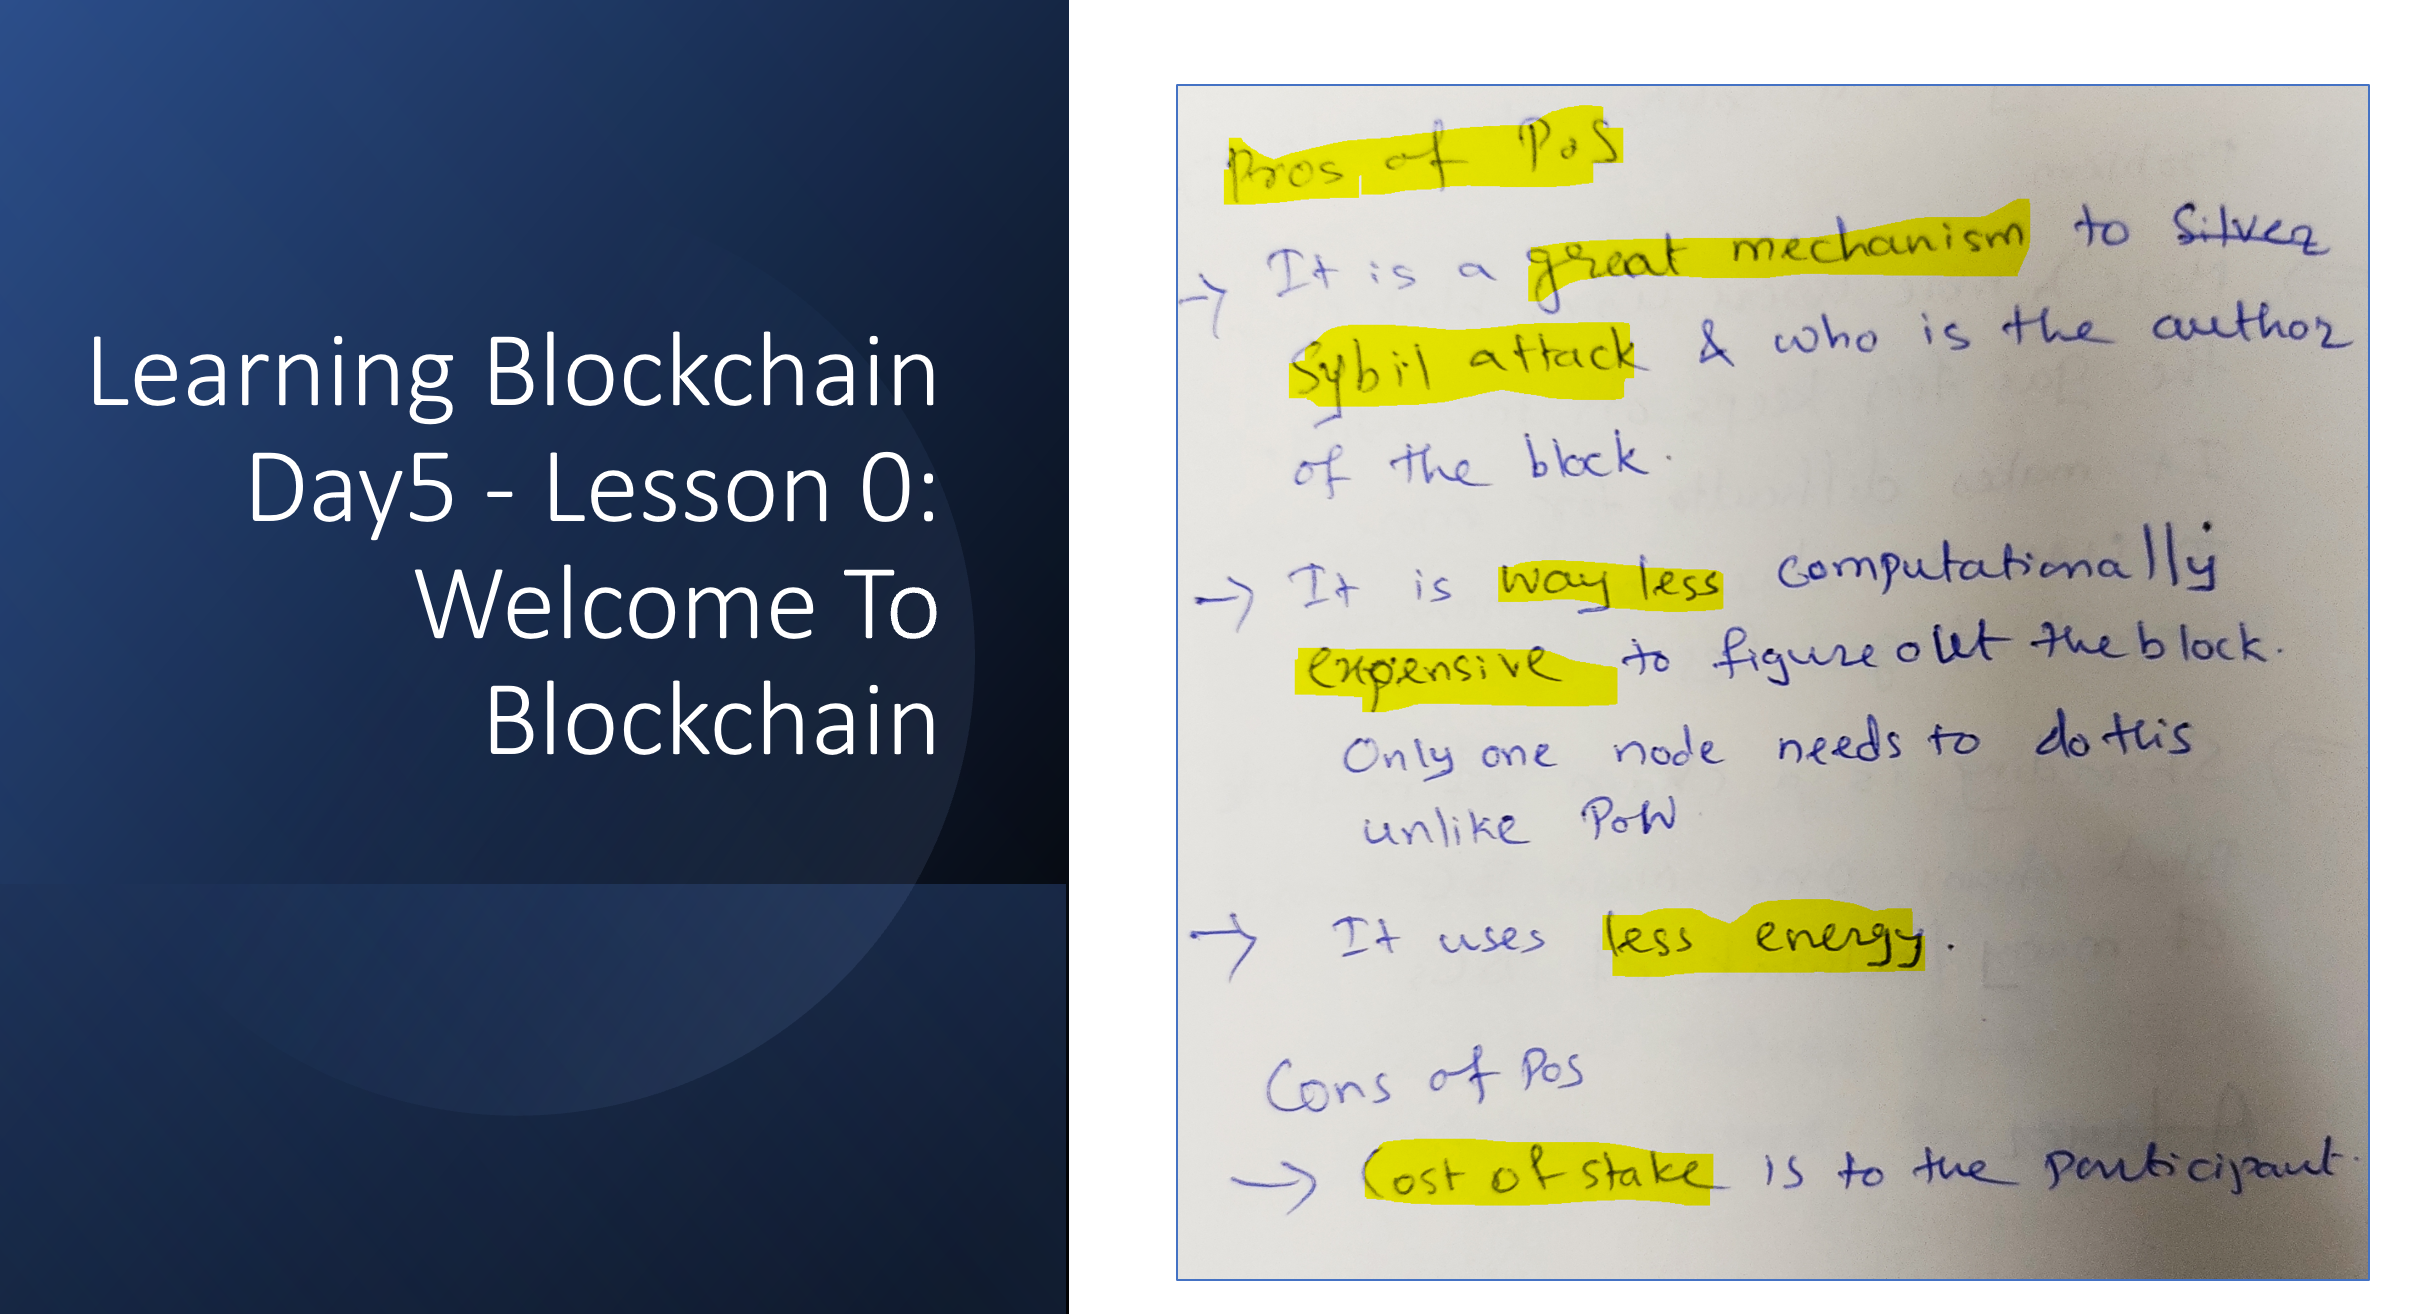 Learning Blockchain
Day5 - Lesson 0:
Welcome To
Blockchain
Pros of PoS
→ It is a great mechanism to Silver
Sybil attack & who is the author
of the block.
→ It is way less computationally
expensive to figure out the block.
Only one node needs to do this
unlike PoW
→ It uses less energy.
Cons of PoS
→ Cost of stake is to the participant.